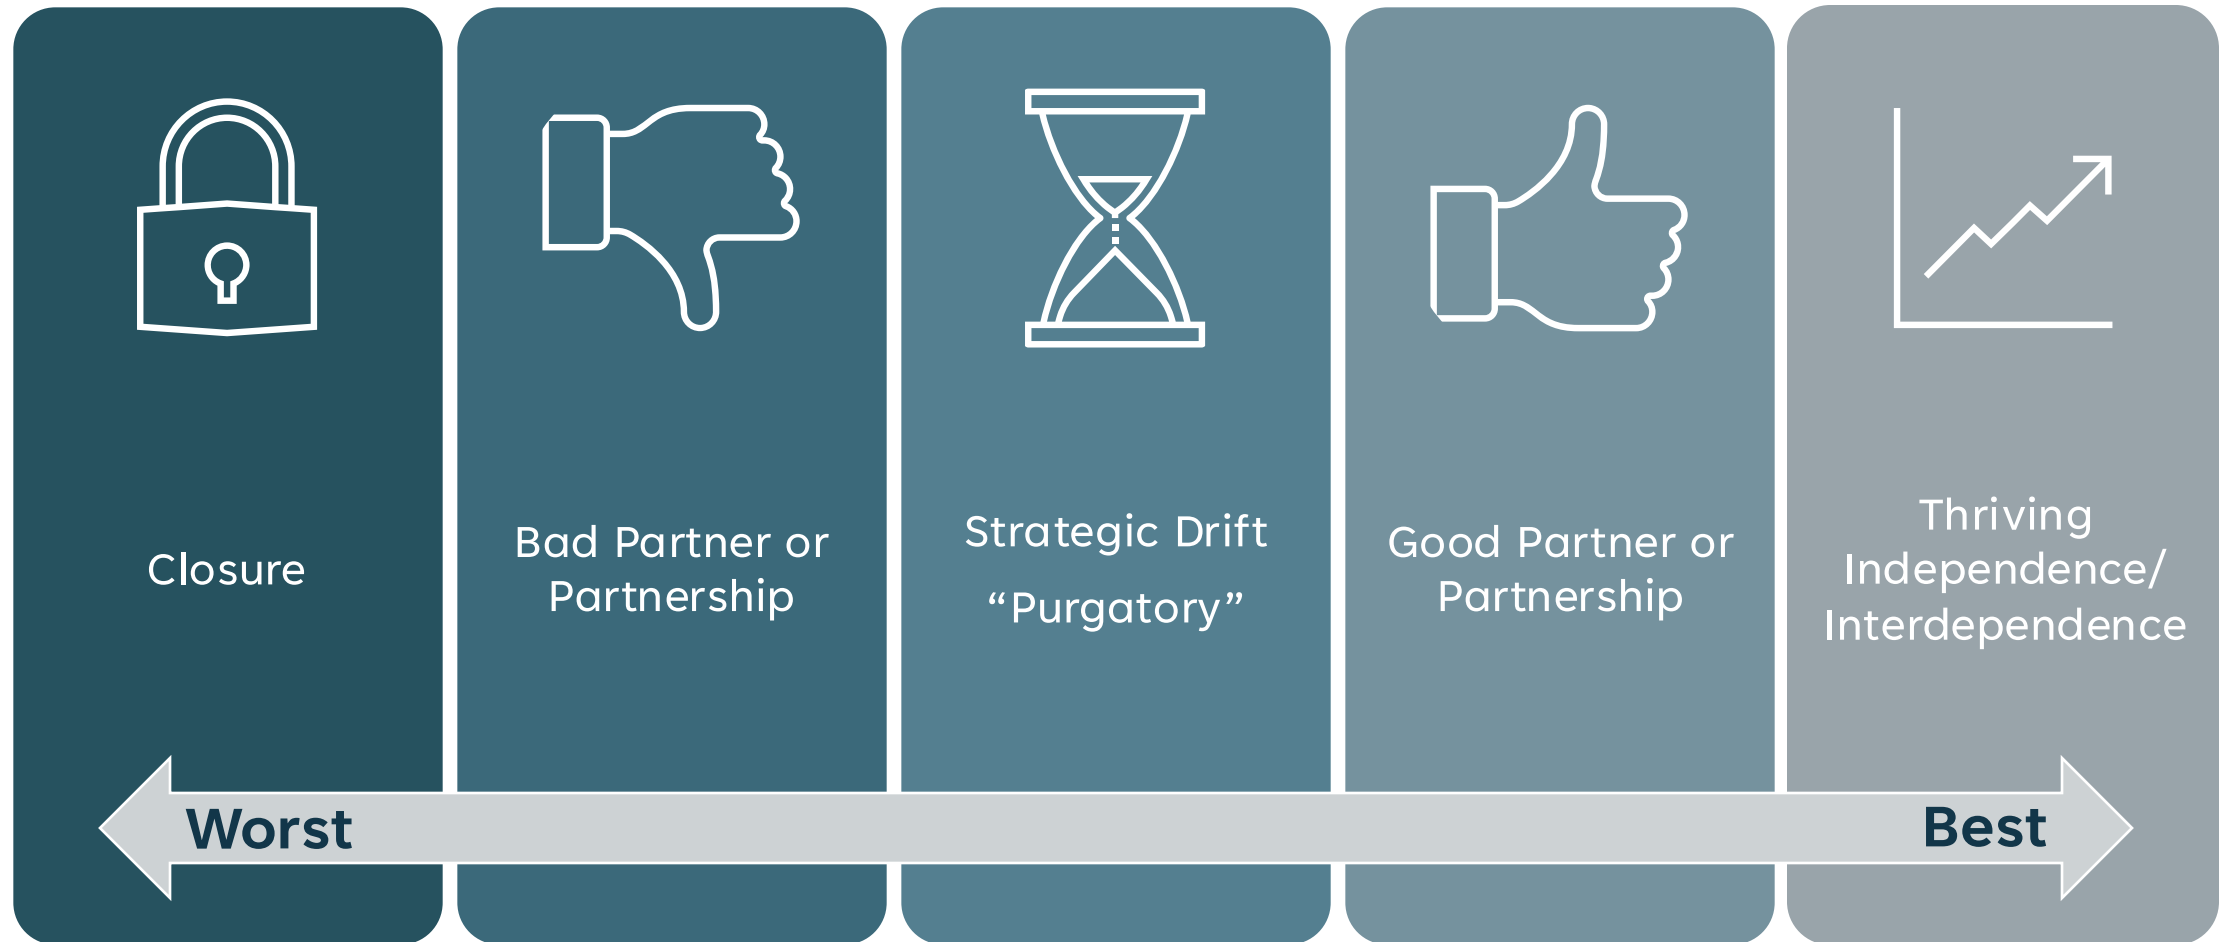 Closure
Bad Partner or
Partnership
Strategic Drift
“Purgatory”
Good Partner or
Partnership
Thriving
Independence/
Interdependence
Worst
Best